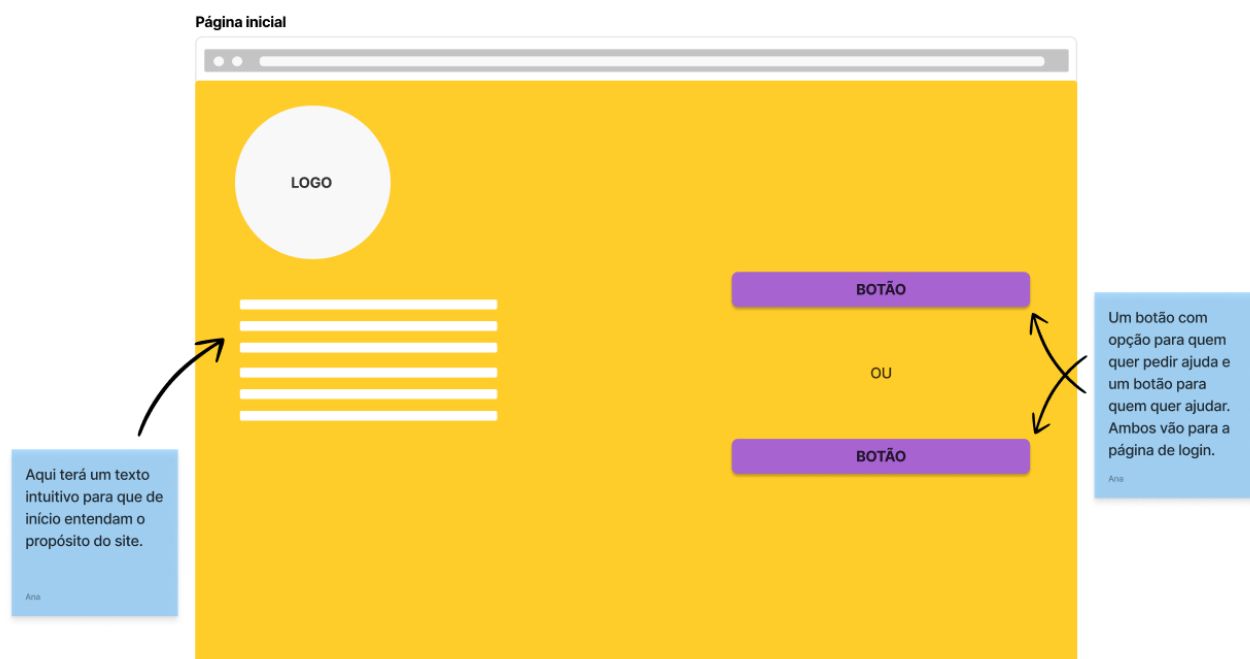 Página inicial
LOGO
BOTÃO
OU
BOTÃO
Um botão com
opção para quem
quer pedir ajuda e
um botão para
quem quer ajudar.
Ambos vão para a
página de login.
Ana
Aqui terá um texto
intuitivo para que de
início entendam o
propósito do site.
Ana